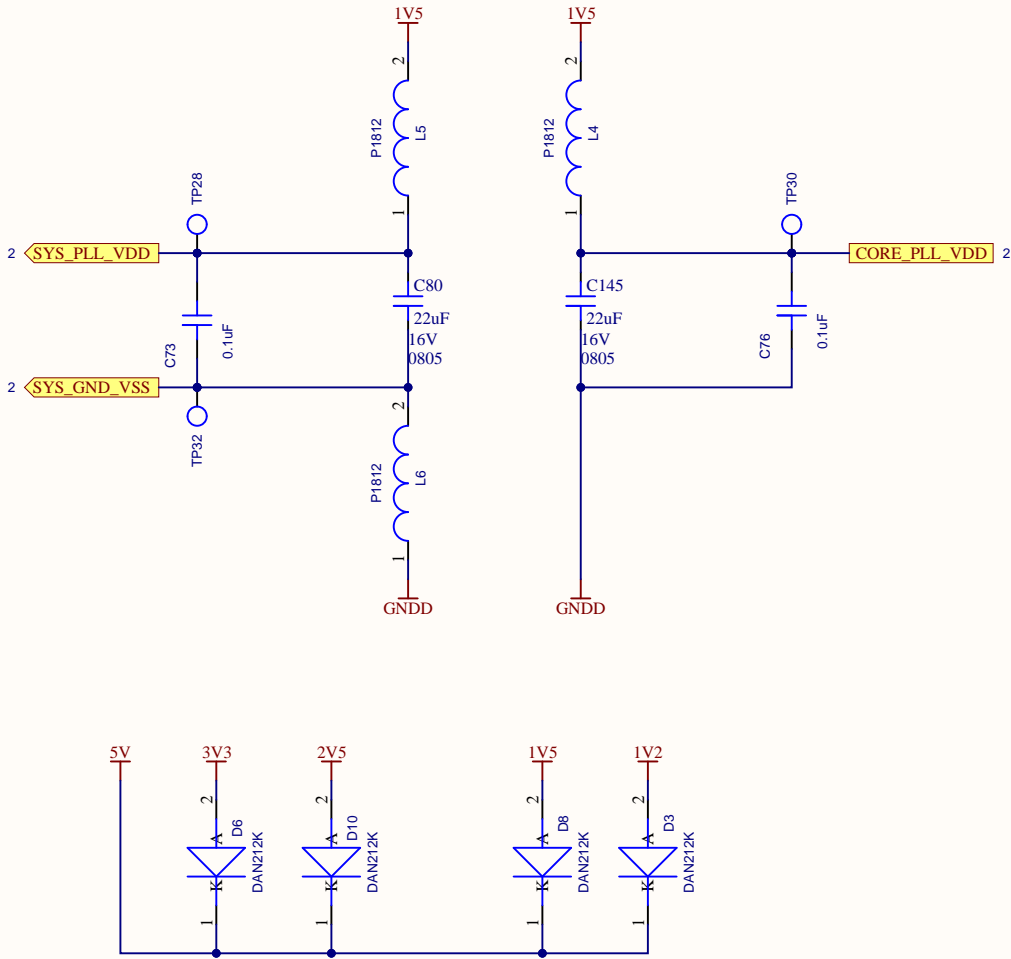 1V5
1V5
2
P1812
L5
1
2
P1812
L4
1
TP28
TP30
2
SYS_PLL_VDD
CORE_PLL_VDD
2
C80
22uF
16V
0805
C145
22uF
16V
0805
C73
0.1uF
C76
0.1uF
2
SYS_GND_VSS
TP32
2
P1812
L6
1
GNDD
GNDD
5V
3V3
2V5
1V5
1V2
2
A
D6
DAN212K
K
1
2
A
D10
DAN212K
K
1
2
A
D8
DAN212K
K
1
2
A
D3
DAN212K
K
1